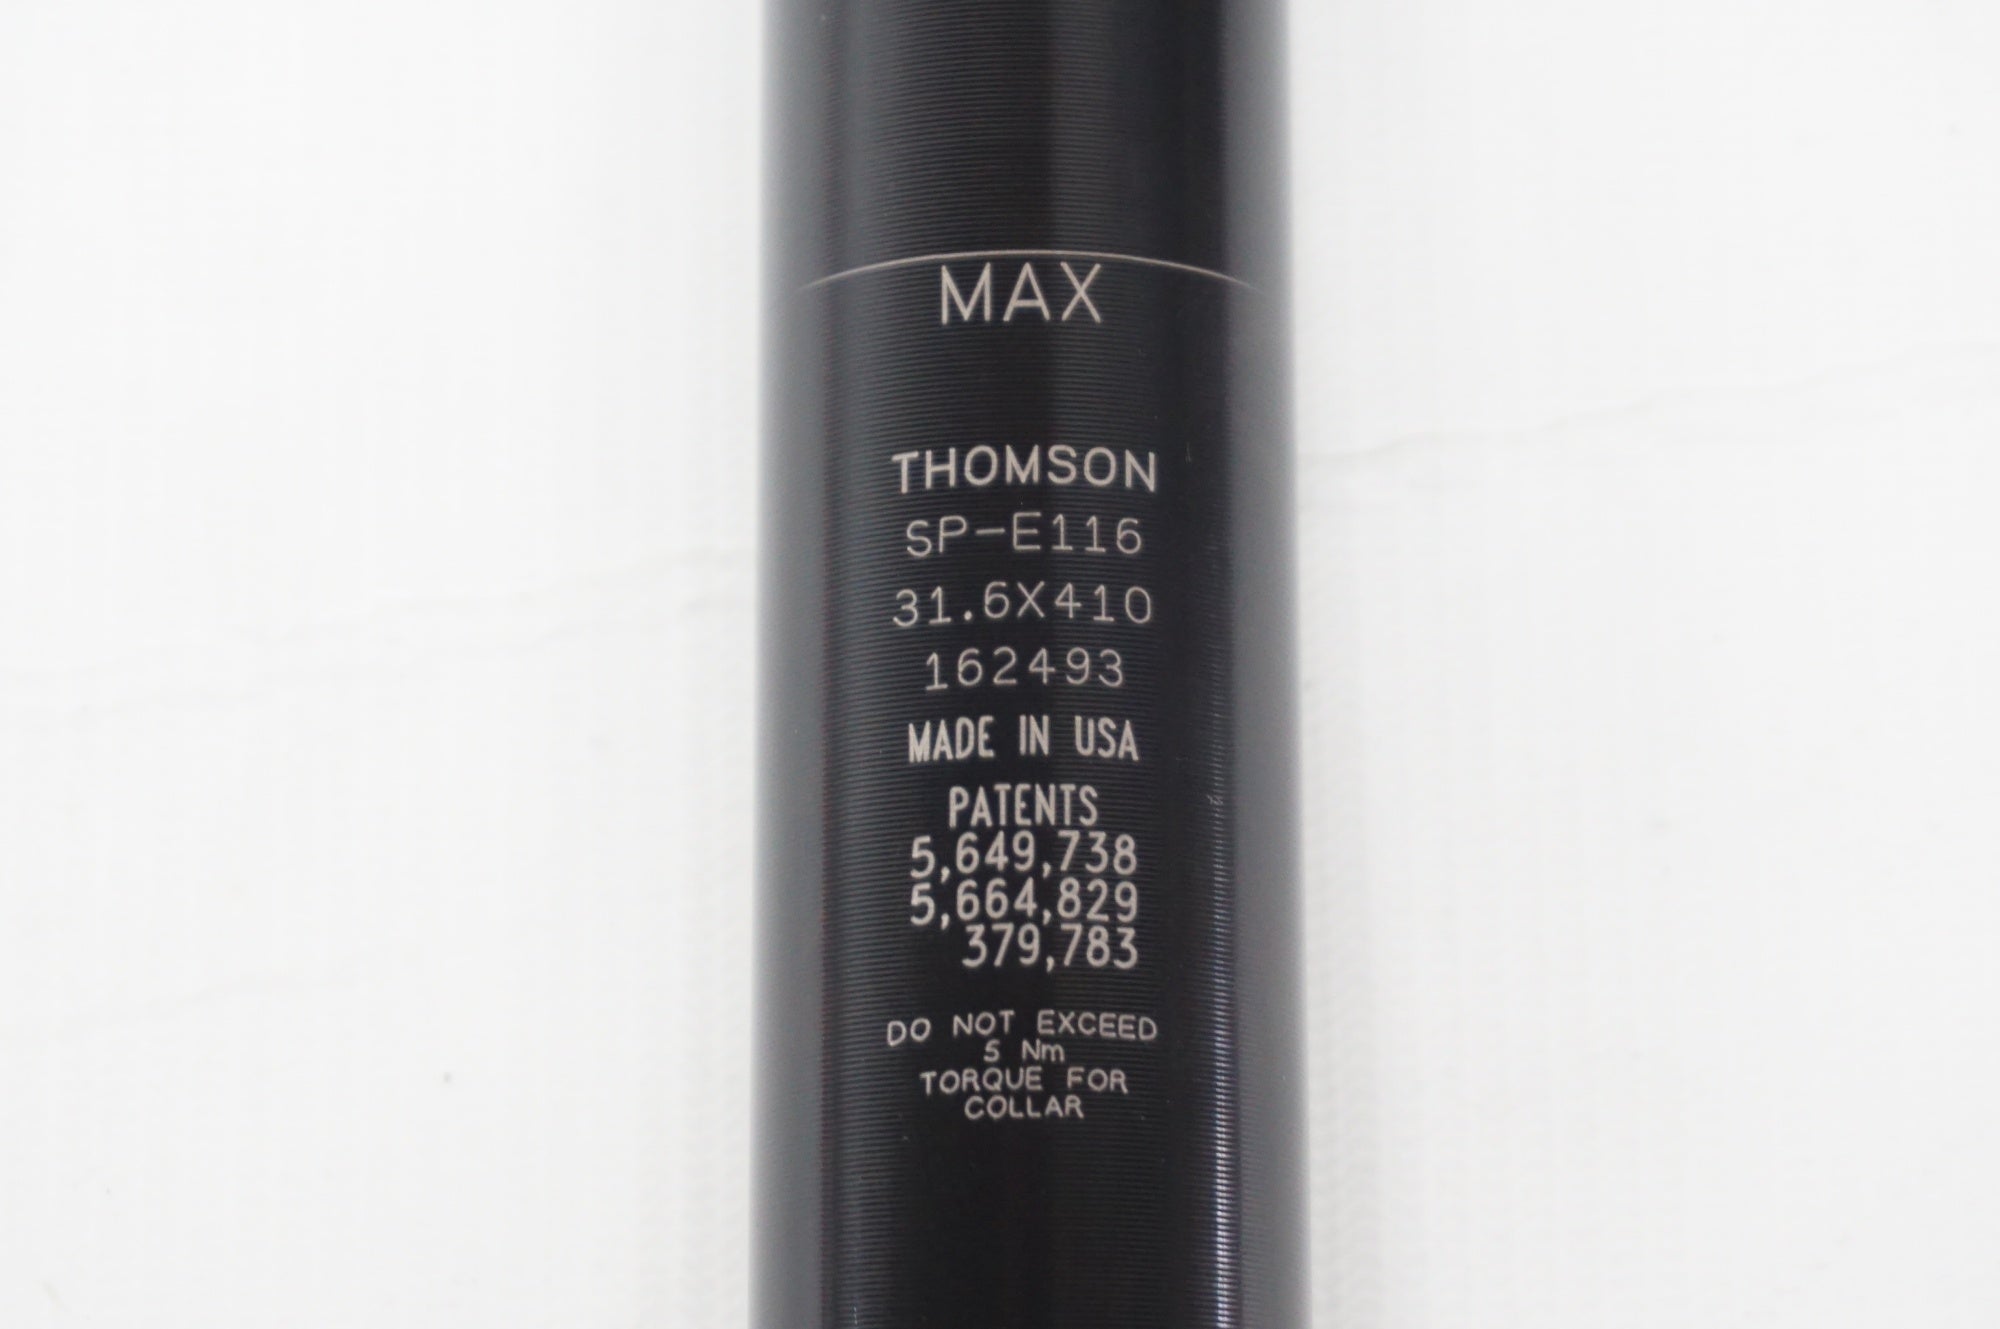 MAX
THOMSON
SP-E116
31.6X410
162493
MADE IN USA
PATENTS
5,649,738
5,664,829
379,783
DO NOT EXCEED
5 Nm
TORQUE FOR
COLLAR